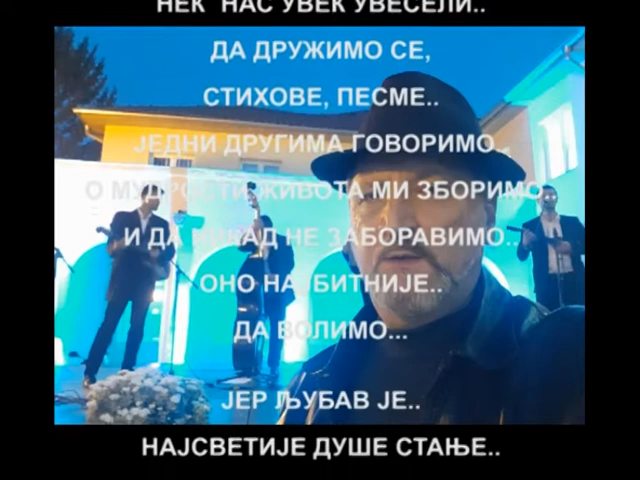 НЕК' НАС УВЕК УВЕСЕЛИ..
ДА ДРУЖИМО СЕ,
СТИХОВЕ, ПЕСМЕ..
ЈЕДНИ ДРУГИМА ГОВОРИМО..
О МУДРОСТИ ЖИВОТА МИ ЗБОРИМО..
И ДА НИКАД НЕ ЗАБОРАВИМО..
ОНО НАЈБИТНИЈЕ..
ДА ВОЛИМО...
ЈЕР ЉУБАВ ЈЕ..
НАЈСВЕТИЈЕ ДУШЕ СТАЊЕ..